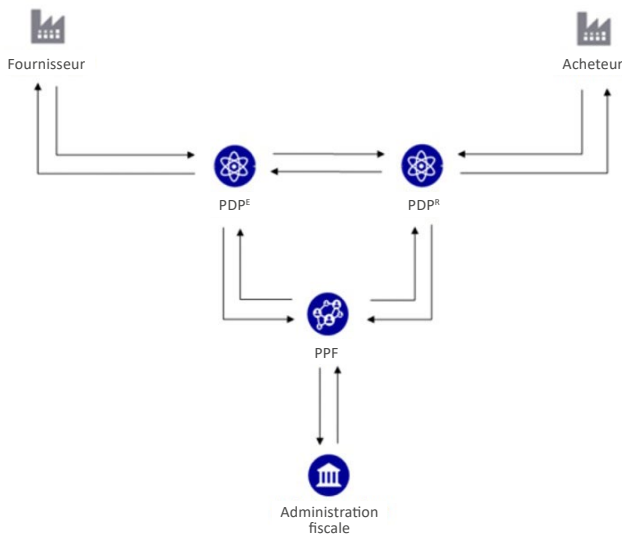 Fournisseur
Acheteur
PDPᴱ
PDPᴿ
PPF
Administration
fiscale